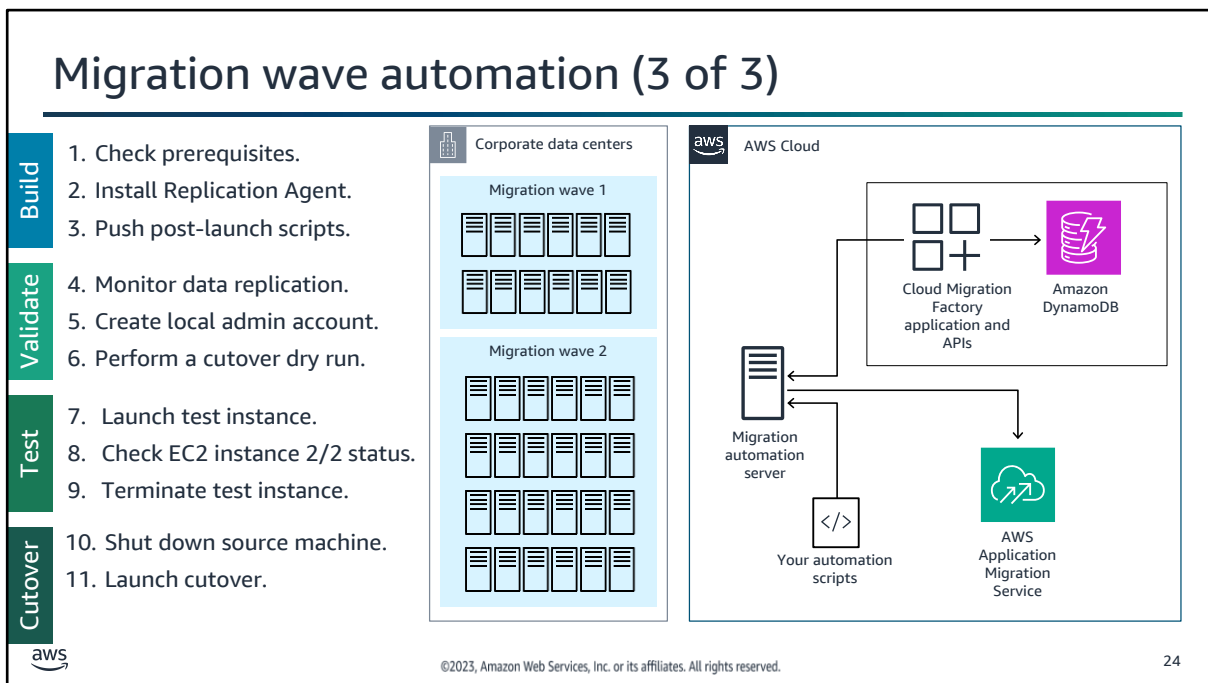 Migration wave automation (3 of 3)
Build
1. Check prerequisites.
2. Install Replication Agent.
3. Push post-launch scripts.
Validate
4. Monitor data replication.
5. Create local admin account.
6. Perform a cutover dry run.
Test
7. Launch test instance.
8. Check EC2 instance 2/2 status.
9. Terminate test instance.
Cutover
10. Shut down source machine.
11. Launch cutover.
Corporate data centers
Migration wave 1
Migration wave 2
aws
AWS Cloud
Cloud Migration
Factory
application and
APIs
Amazon
DynamoDB
Migration
automation
server
</>
Your automation
scripts
AWS
Application
Migration
Service
aws
©2023, Amazon Web Services, Inc. or its affiliates. All rights reserved.
24